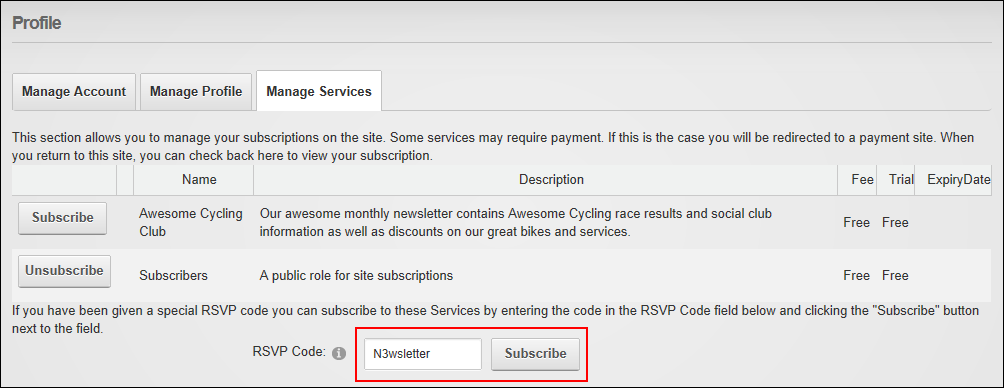 Profile
Manage Account Manage Profile Manage Services
This section allows you to manage your subscriptions on the site. Some services may require payment. If this is the case you will be redirected to a payment site. When
you return to this site, you can check back here to view your subscription.
Name Description Fee Trial ExpiryDate
Subscribe Awesome Cycling Our awesome monthly newsletter contains Awesome Cycling race results and social club Free Free
Club information as well as discounts on our great bikes and services.
Unsubscribe Subscribers A public role for site subscriptions Free Free
If you have been given a special RSVP code you can subscribe to these Services by entering the code in the RSVP Code field below and clicking the "Subscribe" button
next to the field.
RSVP Code: N3wsletter Subscribe